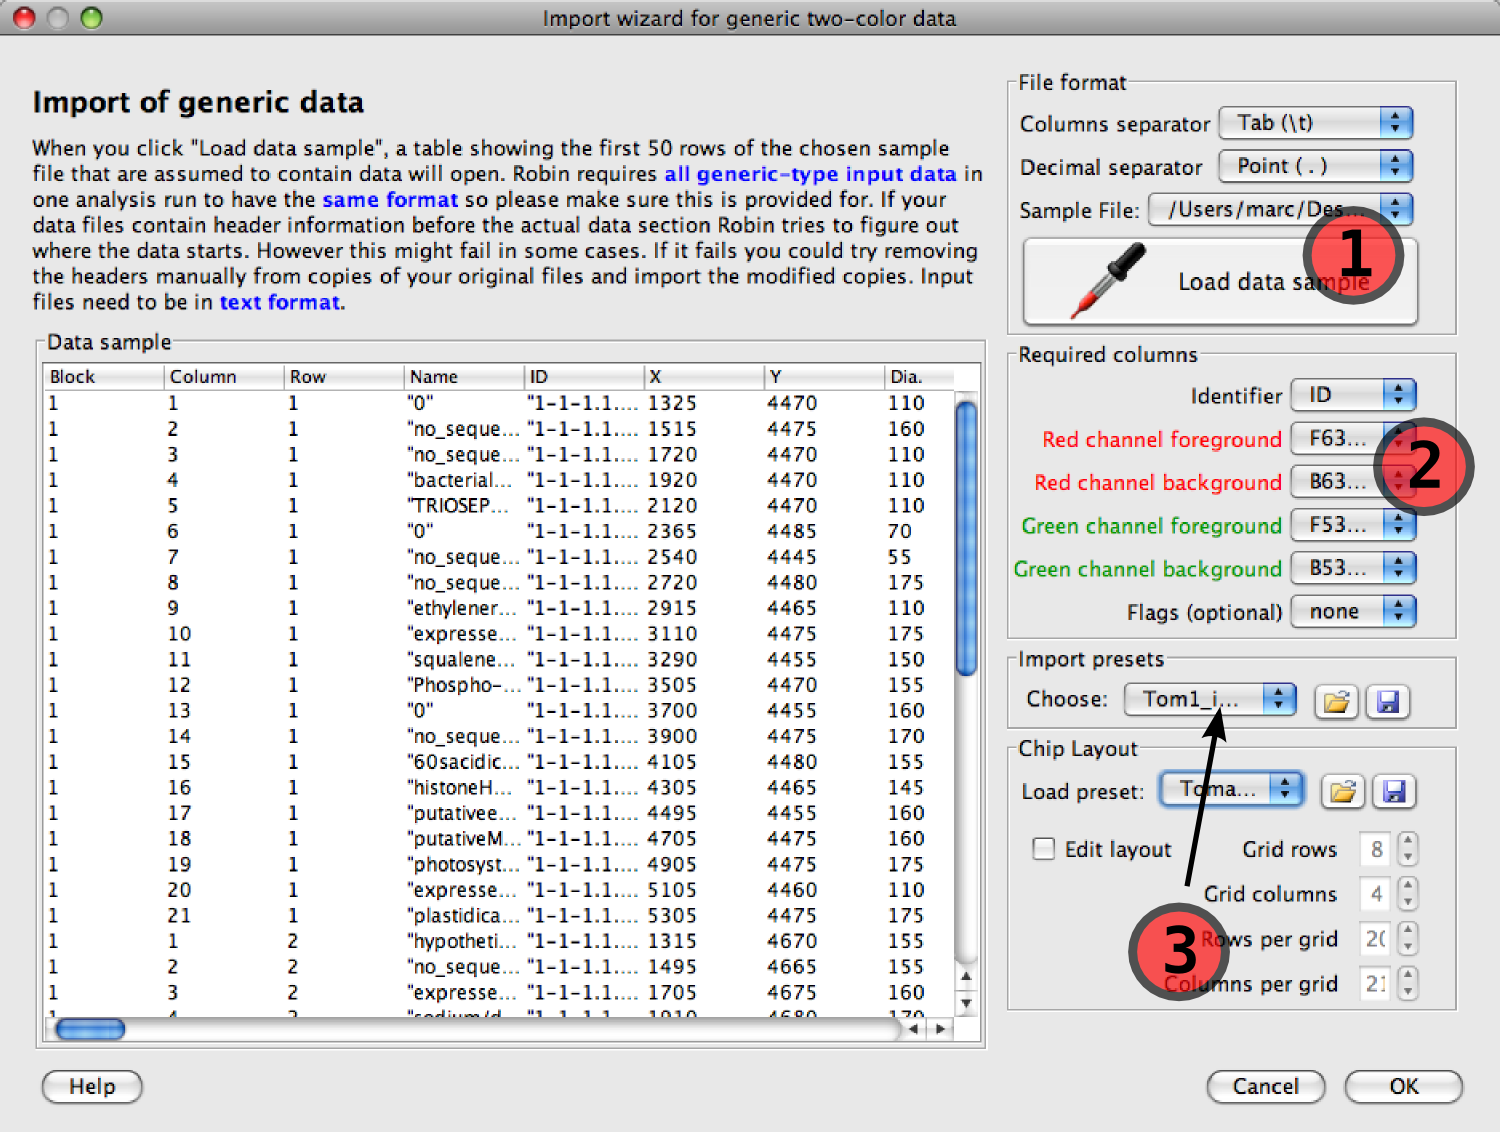 Import wizard for generic two-color data
Import of generic data
When you click "Load data sample", a table showing the first 50 rows of the chosen sample
file that are assumed to contain data will open. Robin requires all generic-type input data in
one analysis run to have the same format so please make sure this is provided for. If your
data files contain header information before the actual data section Robin tries to figure out
where the data starts. However this might fail in some cases. If it fails you could try removing
the headers manually from copies of your original files and import the modified copies. Input
files need to be in text format.
Data sample
Block Column Row Name ID X Y Dia.
1 1 1 "0" "1-1-1.1.... 1325 4470 110
1 2 1 "no_seque... "1-1-1.1.... 1515 4475 160
1 3 1 "no_seque... "1-1-1.1.... 1720 4470 110
1 4 1 "bacterial... "1-1-1.1.... 1920 4470 110
1 5 1 "TRIOSEP... "1-1-1.1.... 2120 4470 110
1 6 1 "0" "1-1-1.1.... 2365 4485 70
1 7 1 "no_seque... "1-1-1.1.... 2540 4445 55
1 8 1 "no_seque... "1-1-1.1.... 2720 4480 175
1 9 1 "ethylener... "1-1-1.1.... 2915 4465 110
1 10 1 "expresse... "1-1-1.1.... 3110 4475 175
1 11 1 "squalene... "1-1-1.1.... 3290 4455 150
1 12 1 "Phospho-... "1-1-1.1.... 3505 4470 155
1 13 1 "0" "1-1-1.1.... 3700 4455 160
1 14 1 "no_seque... "1-1-1.1.... 3900 4475 170
1 15 1 "60sacidic... "1-1-1.1.... 4105 4480 155
1 16 1 "histoneH... "1-1-1.1.... 4305 4465 145
1 17 1 "putativee... "1-1-1.1.... 4495 4455 160
1 18 1 "putativeM... "1-1-1.1.... 4705 4475 160
1 19 1 "photosyst... "1-1-1.1.... 4905 4475 175
1 20 1 "expresse... "1-1-1.1.... 5105 4460 110
1 21 1 "plastidica... "1-1-1.1.... 5305 4475 175
1 1 2 "hypotheti... "1-1-1.1.... 1315 4670 155
1 2 2 "no_seque... "1-1-1.1.... 1495 4665 155
1 3 2 "expresse... "1-1-1.1.... 1705 4675 160
1 4 2 "sodium/d... "1-1-1.1.... 1910 4680 170
Help
File format
Columns separator Tab (\t)
Decimal separator Point ( . )
Sample File: /Users/marc/Des...
Load data sample
1
Required columns
Identifier ID
Red channel foreground F63...
Red channel background B63...
2
Green channel foreground F53...
Green channel background B53...
Flags (optional) none
Import presets
Choose: Tom1_i...
Chip Layout
Load preset: Toma...
Edit layout Grid rows 8
Grid columns 4
3
Rows per grid 20
Columns per grid 21
Cancel OK